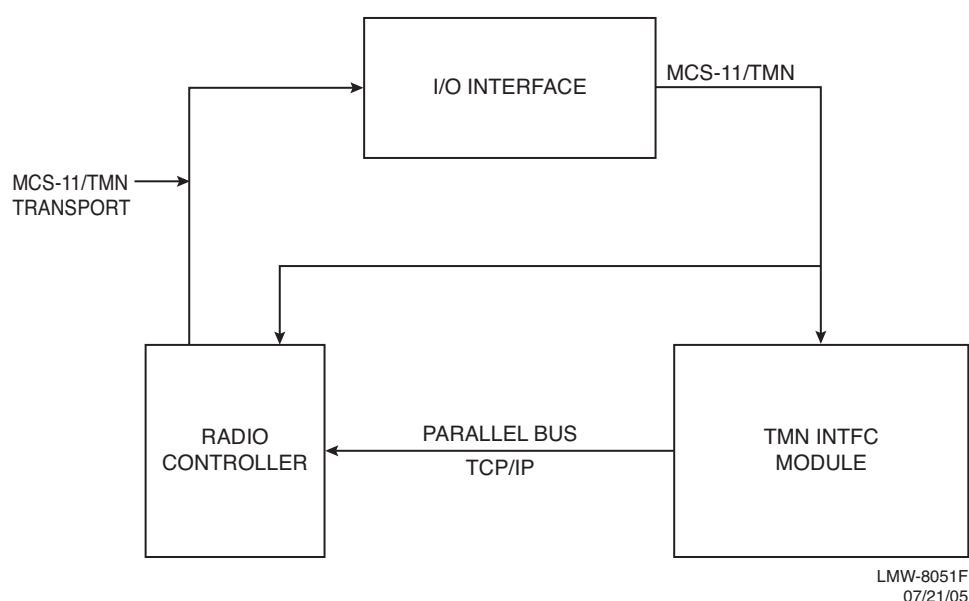 I/O INTERFACE
MCS-11/TMN
MCS-11/TMN
TRANSPORT
RADIO
CONTROLLER
PARALLEL BUS
TCP/IP
TMN INTFC
MODULE
LMW-8051F
07/21/05